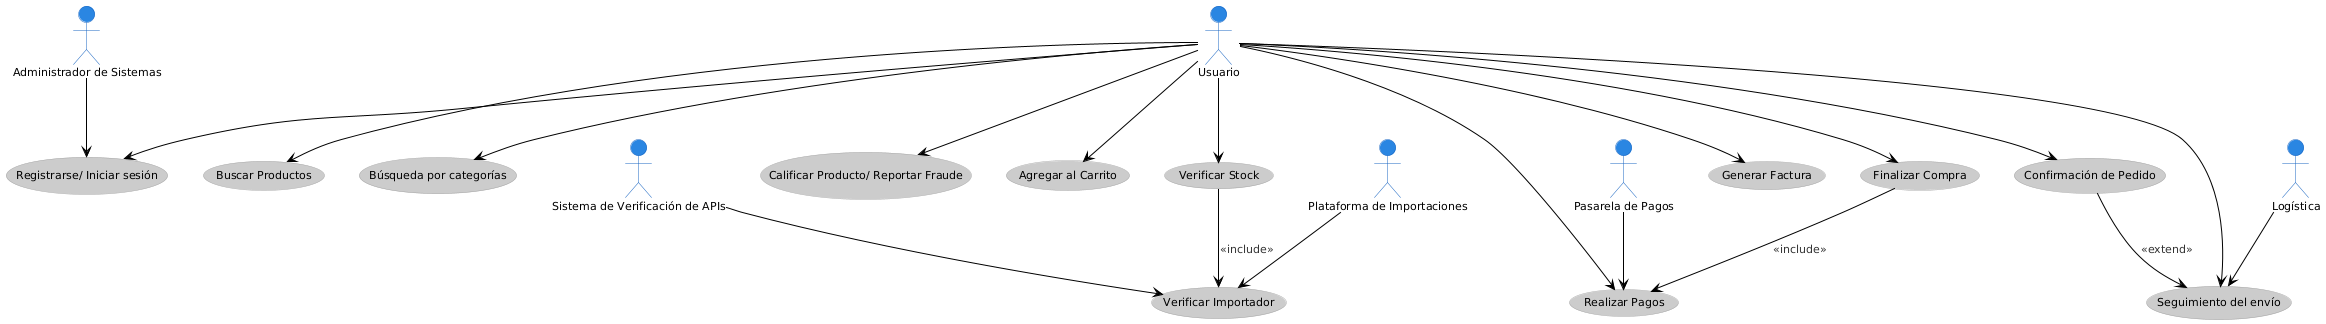 Administrador de Sistemas
Usuario
Registrarse/ Iniciar sesión
Buscar Productos
Búsqueda por categorías
Sistema de Verificación de APIs
Calificar Producto/ Reportar Fraude
Agregar al Carrito
Verificar Stock
Plataforma de Importaciones
Pasarela de Pagos
Generar Factura
Finalizar Compra
Confirmación de Pedido
Logística
«include»
«include»
«extend»
Verificar Importador
Realizar Pagos
Seguimiento del envío